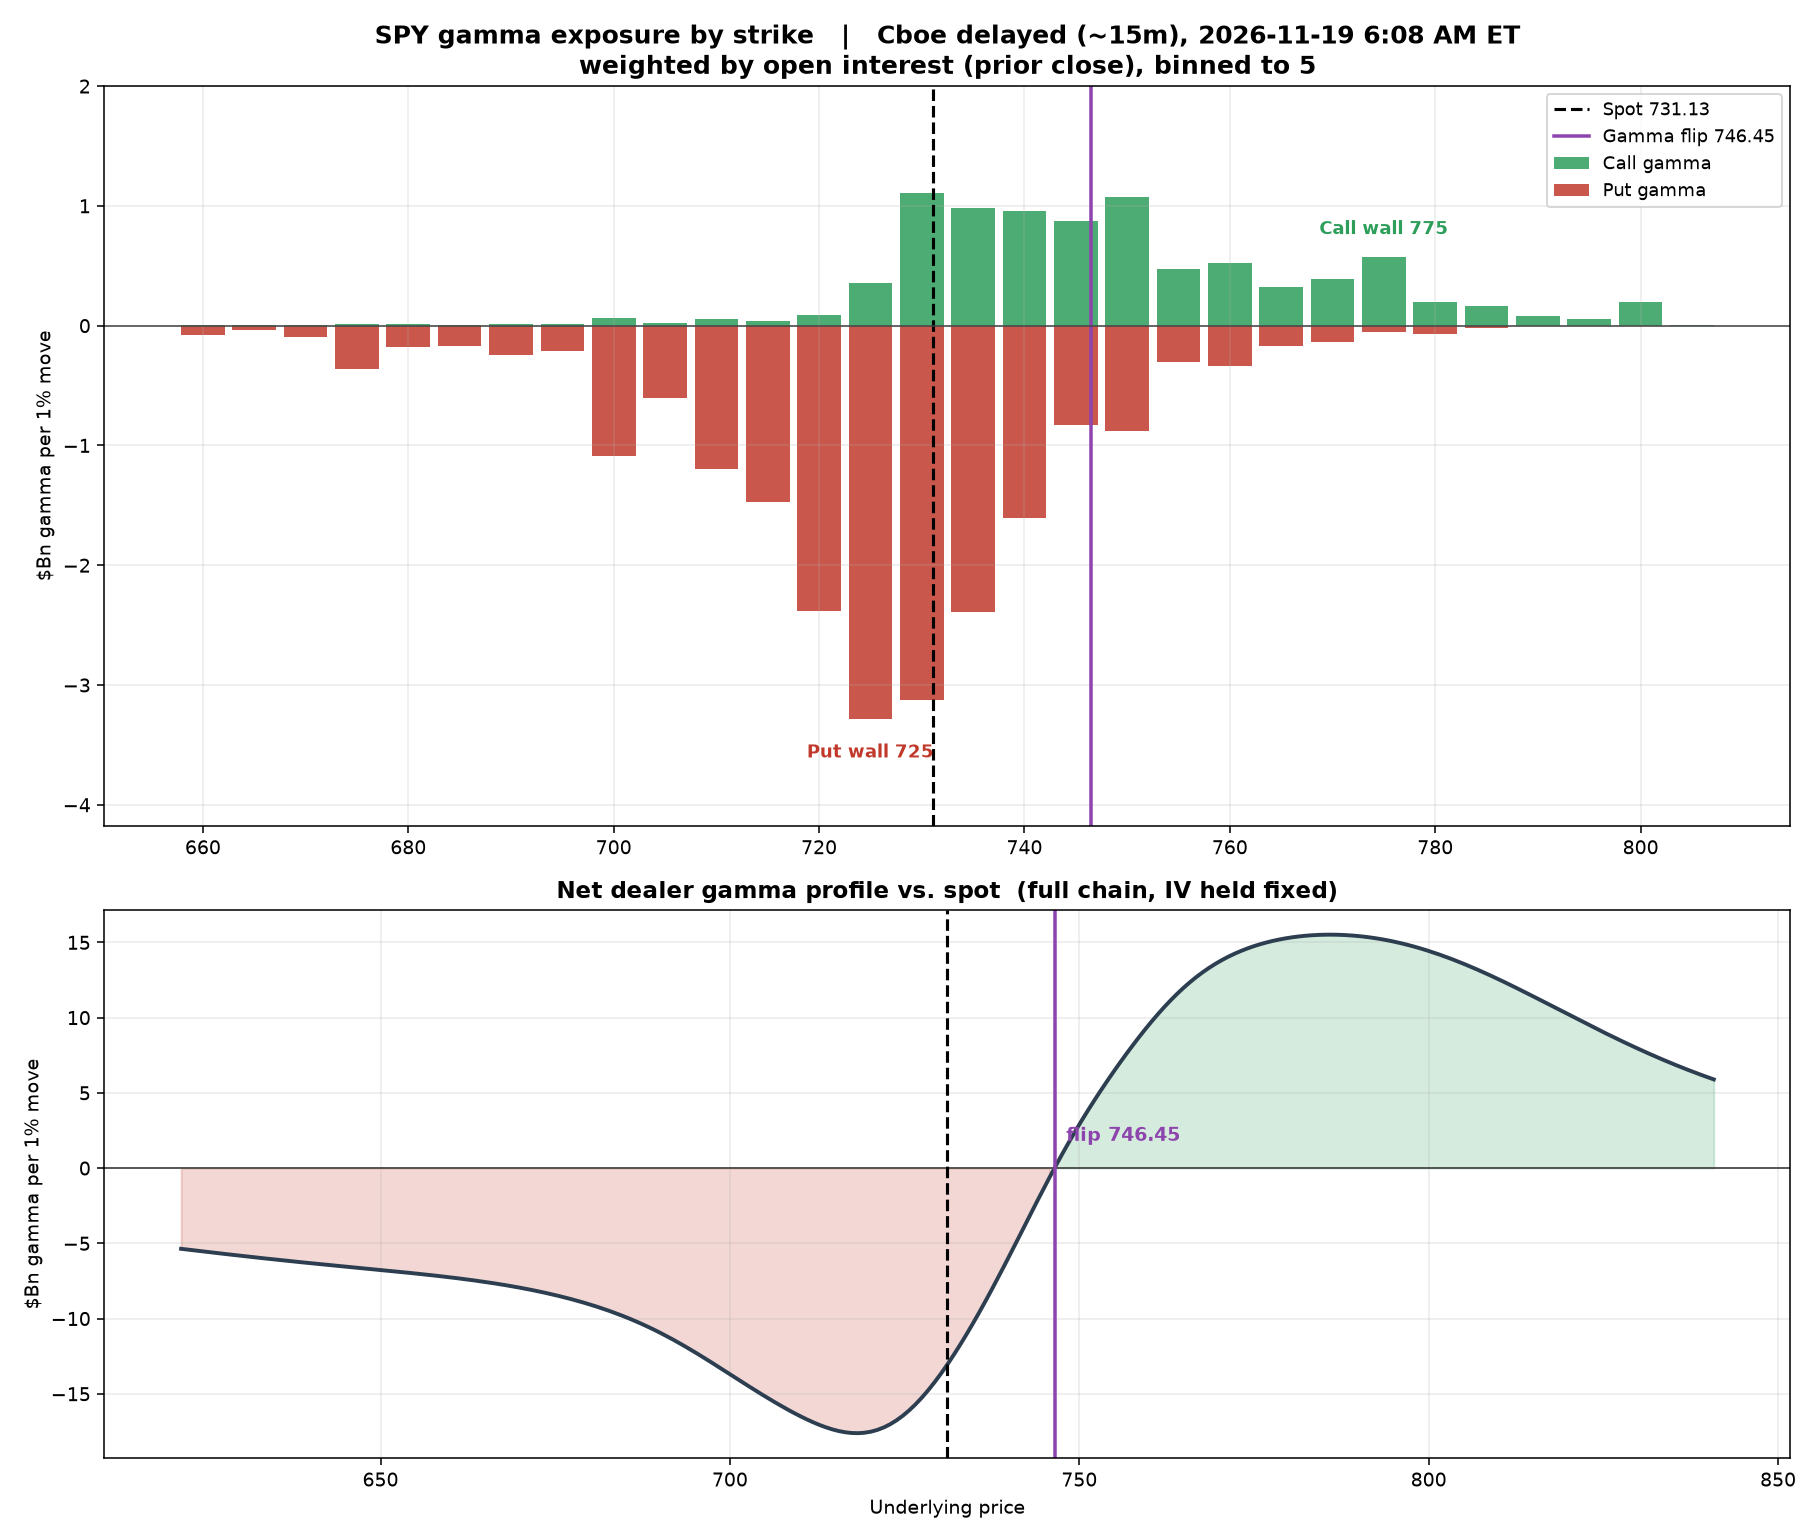 SPY gamma exposure by strike | Cboe delayed (~15m), 2026-11-19 6:08 AM ET
weighted by open interest (prior close), binned to 5
Spot 731.13
Gamma flip 746.45
Call gamma
Put gamma
Call wall 775
Put wall 725
$Bn gamma per 1% move
2
1
0
−1
−2
−3
−4
660 680 700 720 740 760 780 800
Net dealer gamma profile vs. spot (full chain, IV held fixed)
flip 746.45
$Bn gamma per 1% move
15
10
5
0
−5
−10
−15
650 700 750 800 850
Underlying price